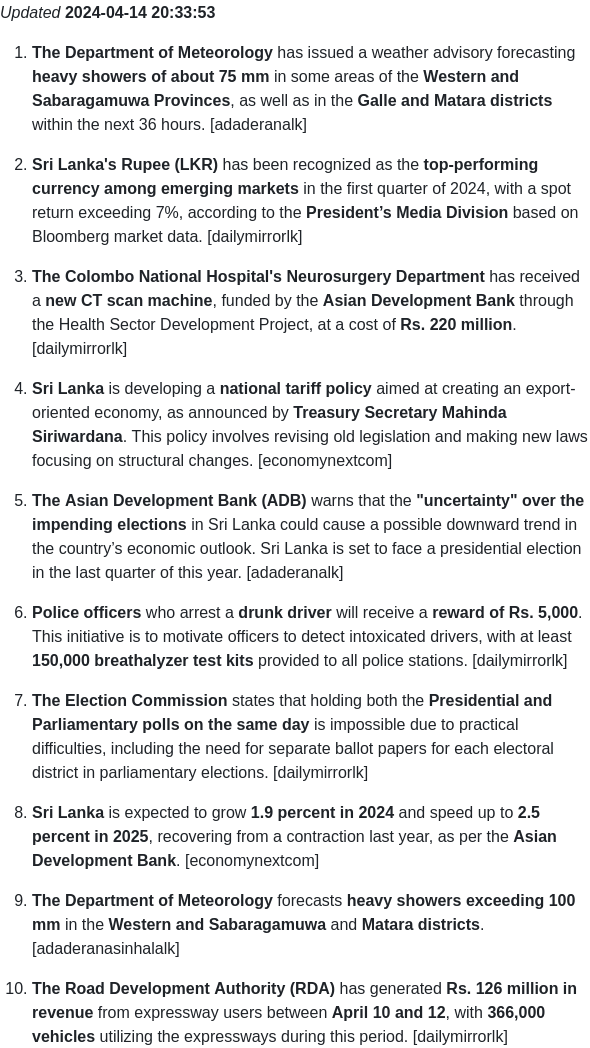 Updated 2024-04-14 20:33:53
1. The Department of Meteorology has issued a weather advisory forecasting
heavy showers of about 75 mm in some areas of the Western and
Sabaragamuwa Provinces, as well as in the Galle and Matara districts
within the next 36 hours. [adaderanalk]
2. Sri Lanka's Rupee (LKR) has been recognized as the top-performing
currency among emerging markets in the first quarter of 2024, with a spot
return exceeding 7%, according to the President’s Media Division based on
Bloomberg market data. [dailymirrorlk]
3. The Colombo National Hospital's Neurosurgery Department has received
a new CT scan machine, funded by the Asian Development Bank through
the Health Sector Development Project, at a cost of Rs. 220 million.
[dailymirrorlk]
4. Sri Lanka is developing a national tariff policy aimed at creating an export-
oriented economy, as announced by Treasury Secretary Mahinda
Siriwardana. This policy involves revising old legislation and making new laws
focusing on structural changes. [economynextcom]
5. The Asian Development Bank (ADB) warns that the "uncertainty" over the
impending elections in Sri Lanka could cause a possible downward trend in
the country’s economic outlook. Sri Lanka is set to face a presidential election
in the last quarter of this year. [adaderanalk]
6. Police officers who arrest a drunk driver will receive a reward of Rs. 5,000.
This initiative is to motivate officers to detect intoxicated drivers, with at least
150,000 breathalyzer test kits provided to all police stations. [dailymirrorlk]
7. The Election Commission states that holding both the Presidential and
Parliamentary polls on the same day is impossible due to practical
difficulties, including the need for separate ballot papers for each electoral
district in parliamentary elections. [dailymirrorlk]
8. Sri Lanka is expected to grow 1.9 percent in 2024 and speed up to 2.5
percent in 2025, recovering from a contraction last year, as per the Asian
Development Bank. [economynextcom]
9. The Department of Meteorology forecasts heavy showers exceeding 100
mm in the Western and Sabaragamuwa and Matara districts.
[adaderanasinhalalk]
10. The Road Development Authority (RDA) has generated Rs. 126 million in
revenue from expressway users between April 10 and 12, with 366,000
vehicles utilizing the expressways during this period. [dailymirrorlk]